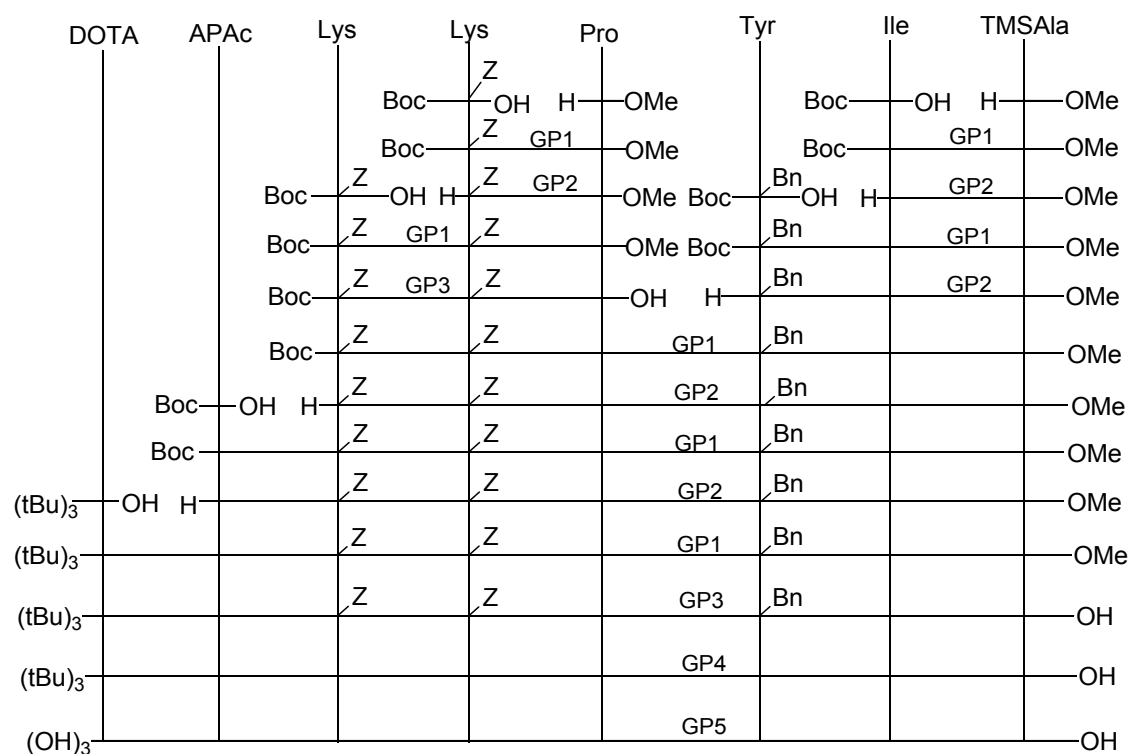 DOTA APAc Lys Lys Pro Tyr Ile TMSAla
Z
Boc OH H OMe Boc OH H OMe
Z
Boc GP1 OMe Boc GP1 OMe
Z Z Bn
Boc OH H GP2 OMe Boc OH H GP2 OMe
Z Z Bn
Boc GP1 OMe Boc GP1 OMe
Z Z Bn
Boc GP3 OH H GP2 OMe
Z Z Bn
Boc GP1 OMe
Z Z Bn
Boc OH H GP2 OMe
Z Z Bn
Boc GP1 OMe
Z Z Bn
(tBu)3 OH H GP2 OMe
Z Z Bn
(tBu)3 GP1 OMe
Z Z Bn
(tBu)3 GP3 OH
(tBu)3 GP4 OH
(OH)3 GP5 OH